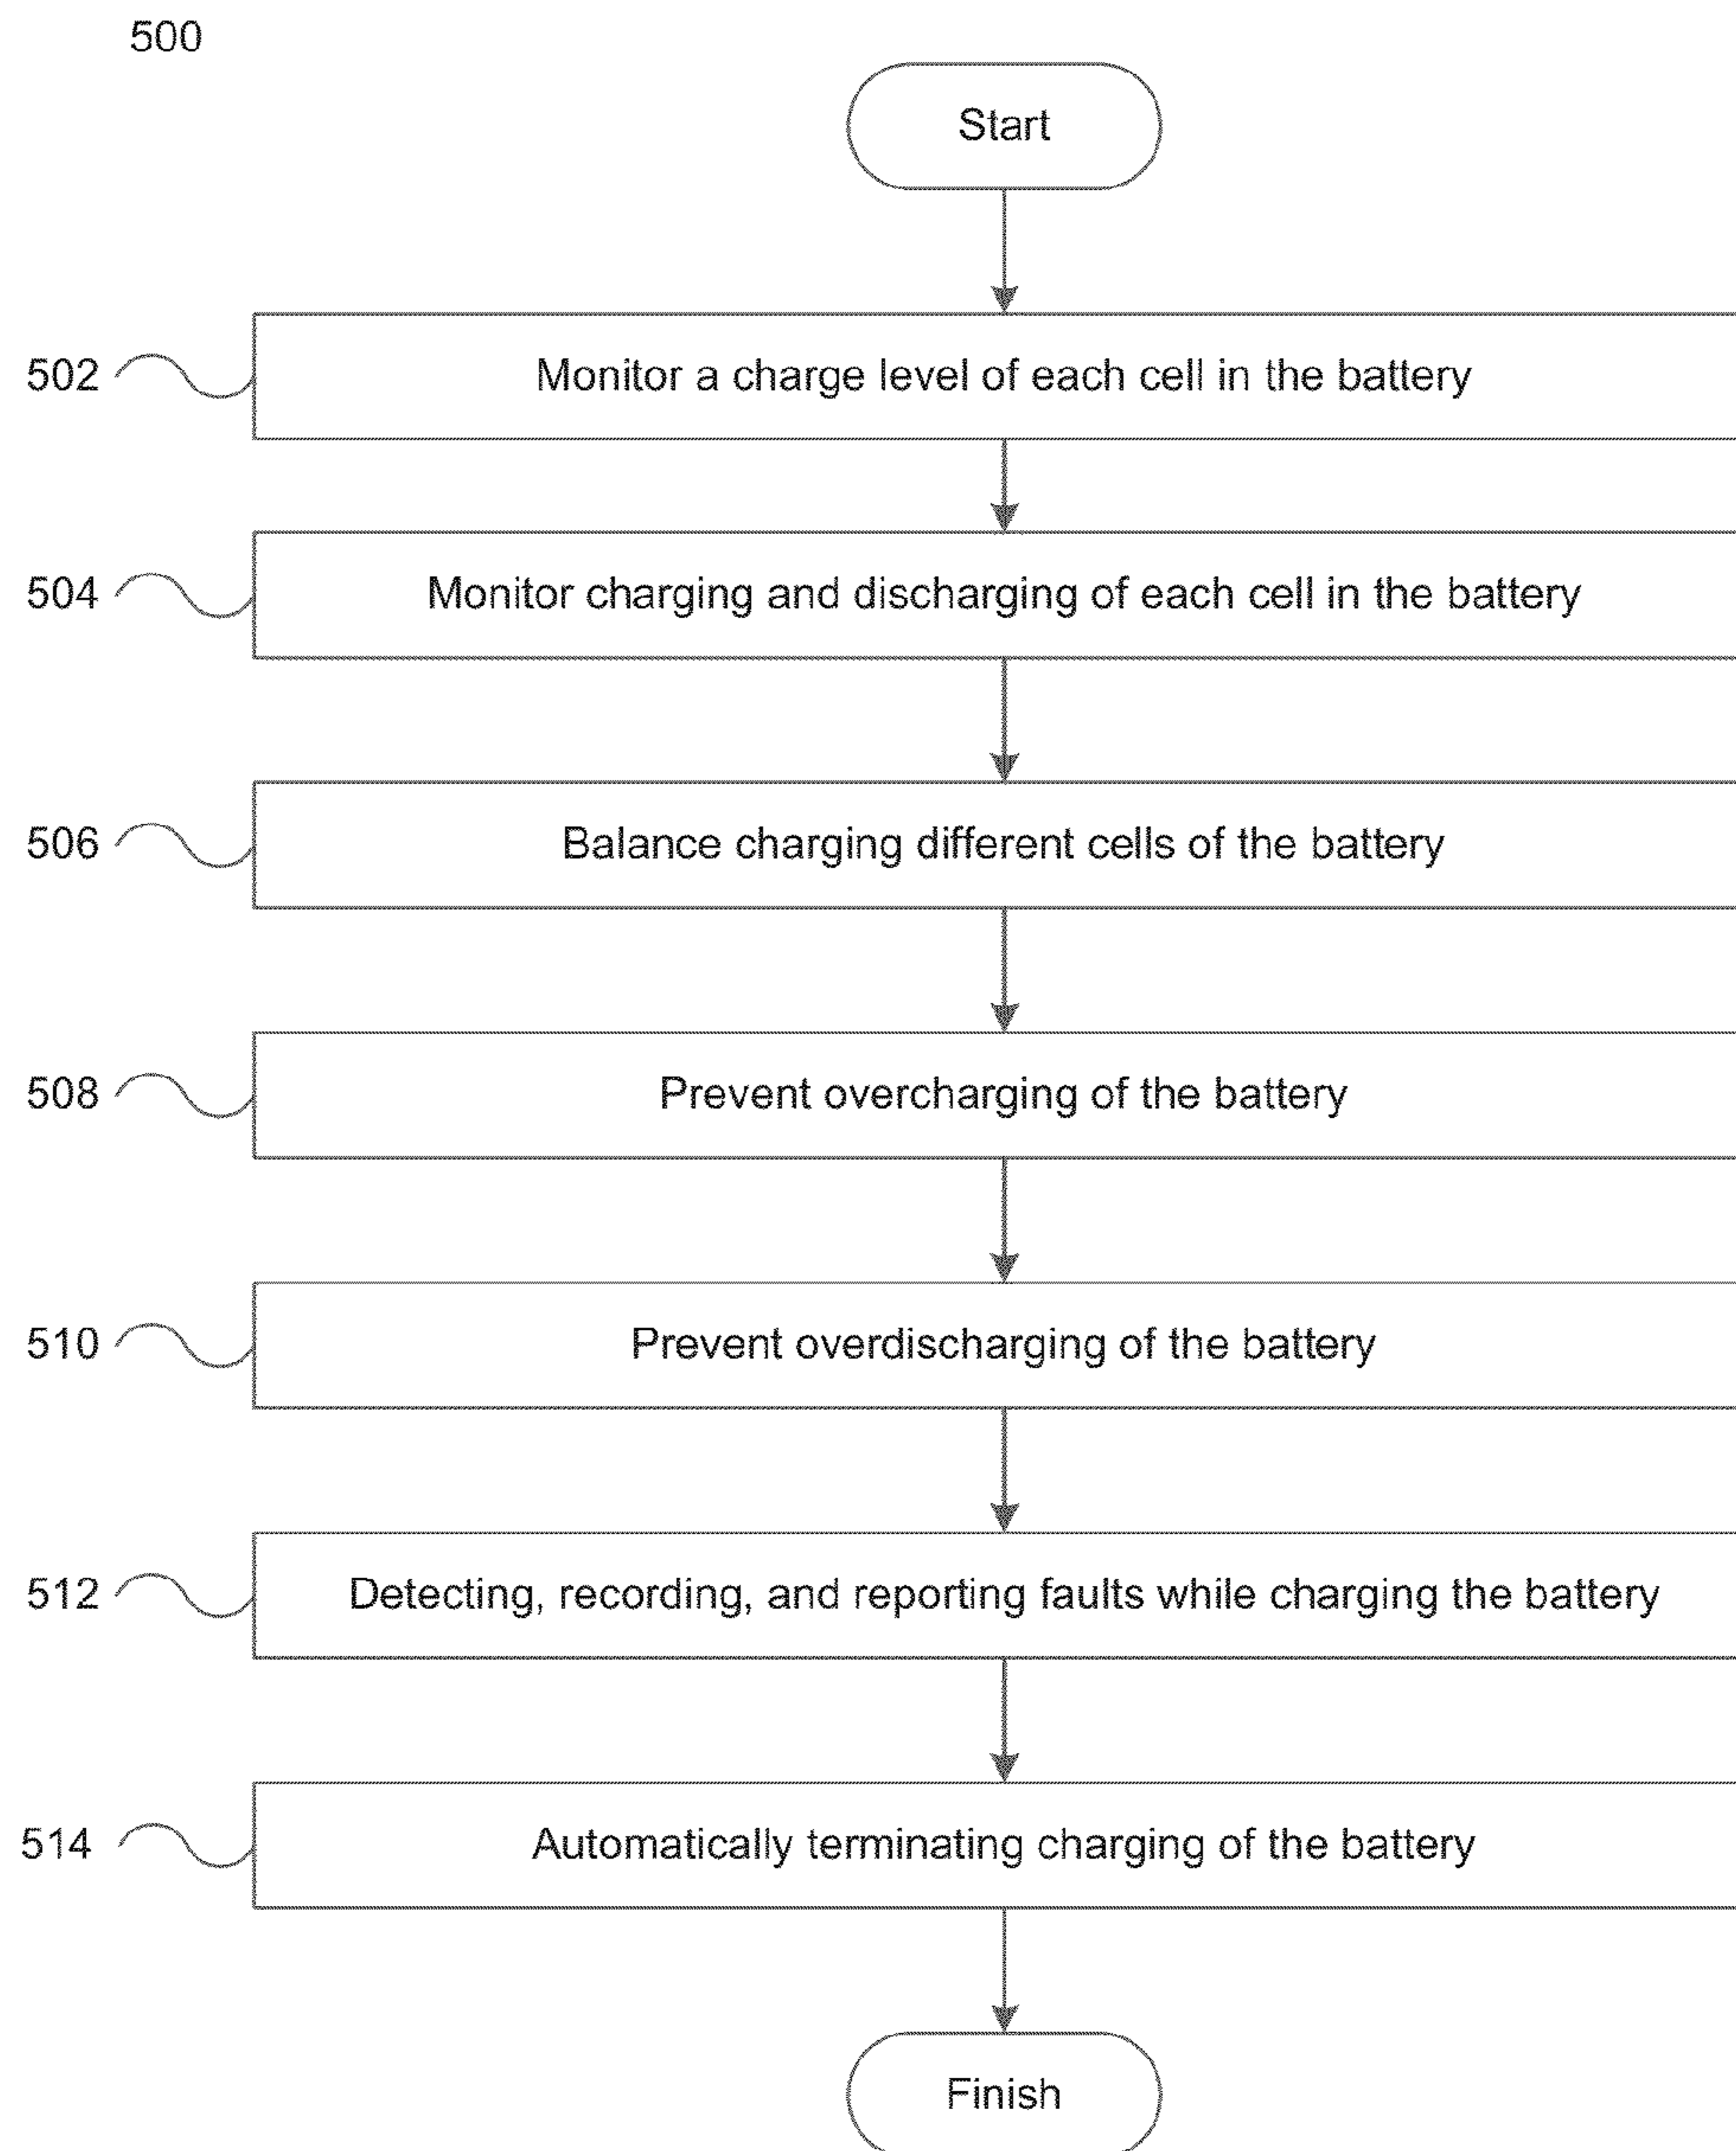 500
Start
502 Monitor a charge level of each cell in the battery
504 Monitor charging and discharging of each cell in the battery
506 Balance charging different cells of the battery
508 Prevent overcharging of the battery
510 Prevent overdischarging of the battery
512 Detecting, recording, and reporting faults while charging the battery
514 Automatically terminating charging of the battery
Finish